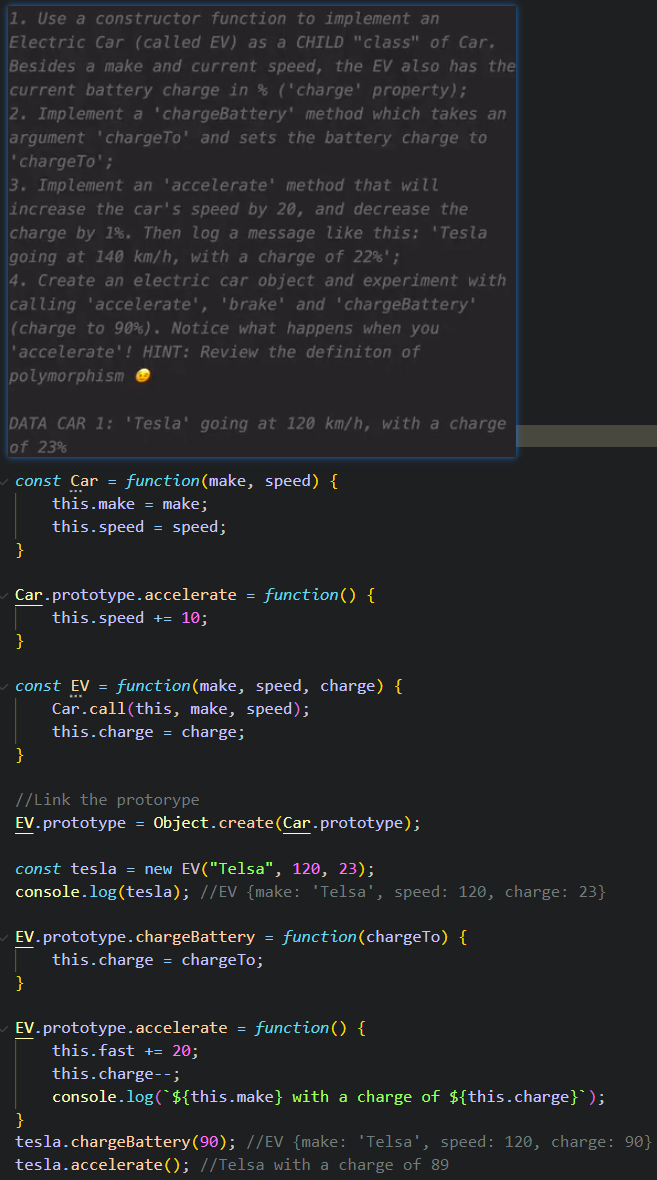 1. Use a constructor function to implement an
Electric Car (called EV) as a CHILD "class" of Car.
Besides a make and current speed, the EV also has the
current battery charge in % ('charge' property);
2. Implement a 'chargeBattery' method which takes an
argument 'chargeTo' and sets the battery charge to
'chargeTo';
3. Implement an 'accelerate' method that will
increase the car's speed by 20, and decrease the
charge by 1%. Then log a message like this: 'Tesla
going at 140 km/h, with a charge of 22%';
4. Create an electric car object and experiment with
calling 'accelerate', 'brake' and 'chargeBattery'
(charge to 90%). Notice what happens when you
'accelerate'! HINT: Review the definiton of
polymorphism 🤓
DATA CAR 1: 'Tesla' going at 120 km/h, with a charge
of 23%
const Car = function(make, speed) {
    this.make = make;
    this.speed = speed;
}
Car.prototype.accelerate = function() {
    this.speed += 10;
}
const EV = function(make, speed, charge) {
    Car.call(this, make, speed);
    this.charge = charge;
}
//Link the protorype
EV.prototype = Object.create(Car.prototype);
const tesla = new EV("Telsa", 120, 23);
console.log(tesla); //EV {make: 'Telsa', speed: 120, charge: 23}
EV.prototype.chargeBattery = function(chargeTo) {
    this.charge = chargeTo;
}
EV.prototype.accelerate = function() {
    this.fast += 20;
    this.charge--;
    console.log(`${this.make} with a charge of ${this.charge}`);
}
tesla.chargeBattery(90); //EV {make: 'Telsa', speed: 120, charge: 90}
tesla.accelerate(); //Telsa with a charge of 89